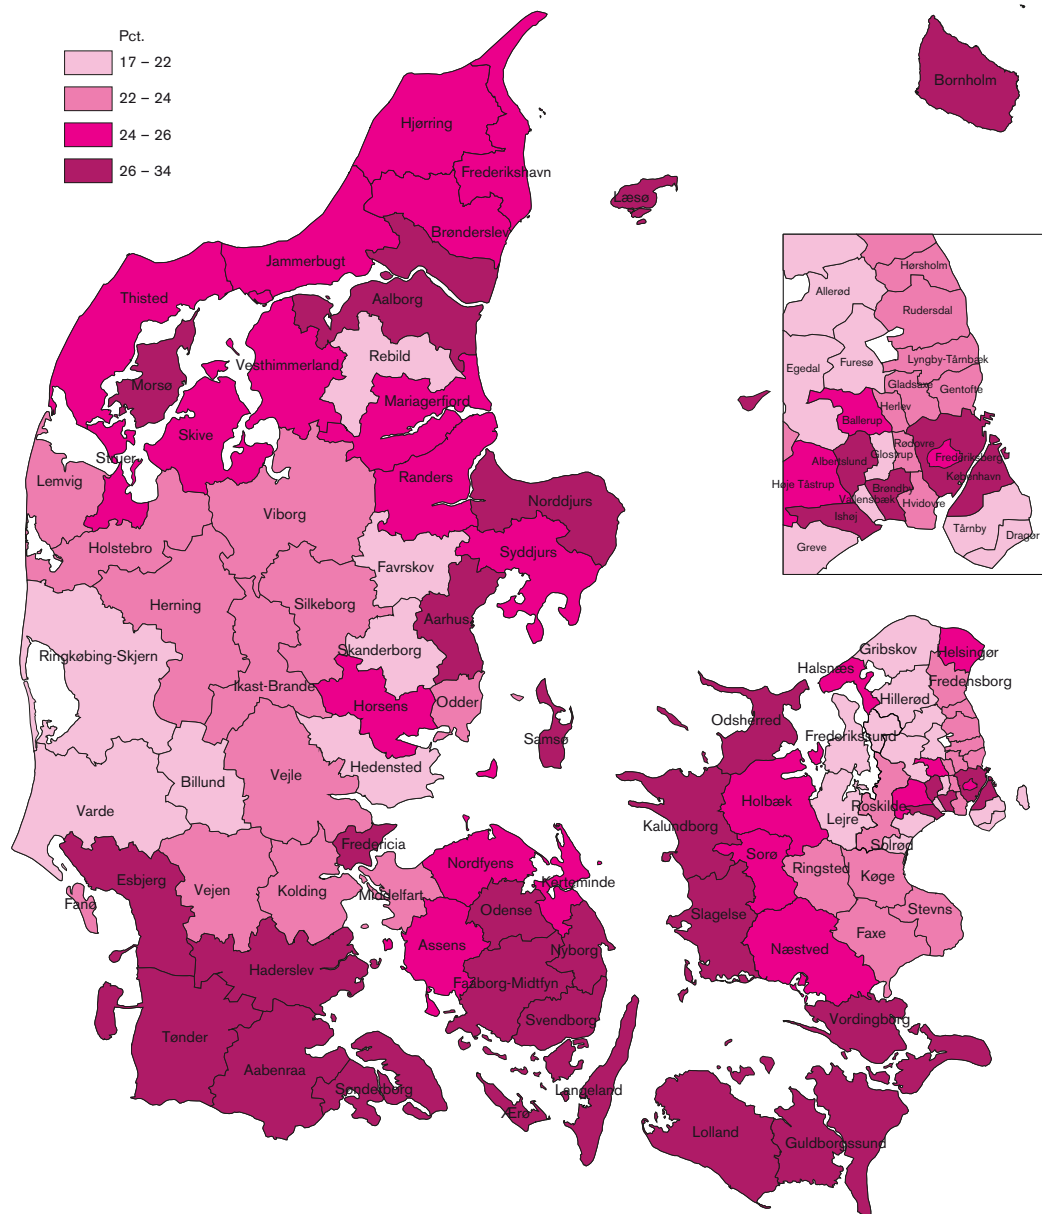 Pct.
17 – 22
22 – 24
24 – 26
26 – 34
Bornholm
Hjørring
Frederikshavn
Læsø
Brønderslev
Jammerbugt
Thisted
Aalborg
Rebild
Vesthimmerland
Morsø
Mariagerfjord
Skive
Struer
Lemvig
Randers
Norddjurs
Viborg
Holstebro
Syddjurs
Favrskov
Herning
Silkeborg
Aarhus
Skanderborg
Ringkøbing-Skjern
Ikast-Brande
Horsens
Odder
Samsø
Hedensted
Billund
Vejle
Varde
Fredericia
Esbjerg
Vejen
Kolding
Middelfart
Fanø
Nordfyens
Kerteminde
Odense
Assens
Nyborg
Haderslev
Faaborg-Midtfyn
Svendborg
Tønder
Aabenraa
Sønderborg
Langeland
Ærø
Hørsholm
Allerød
Rudersdal
Lyngby-Tårnbæk
Furesø
Egedal
Gladsaxe
Gentofte
Herlev
Ballerup
Rødovre
Glostrup
Frederiksberg
Albertslund
København
Høje Tåstrup
Brøndby
Vallensbæk
Hvidovre
Ishøj
Tårnby
Dragør
Greve
Gribskov
Helsingør
Halsnæs
Fredensborg
Hillerød
Odsherred
Frederikssund
Holbæk
Roskilde
Lejre
Kalundborg
Solrød
Sorø
Ringsted
Køge
Slagelse
Stevns
Faxe
Næstved
Vordingborg
Lolland
Guldborgssund